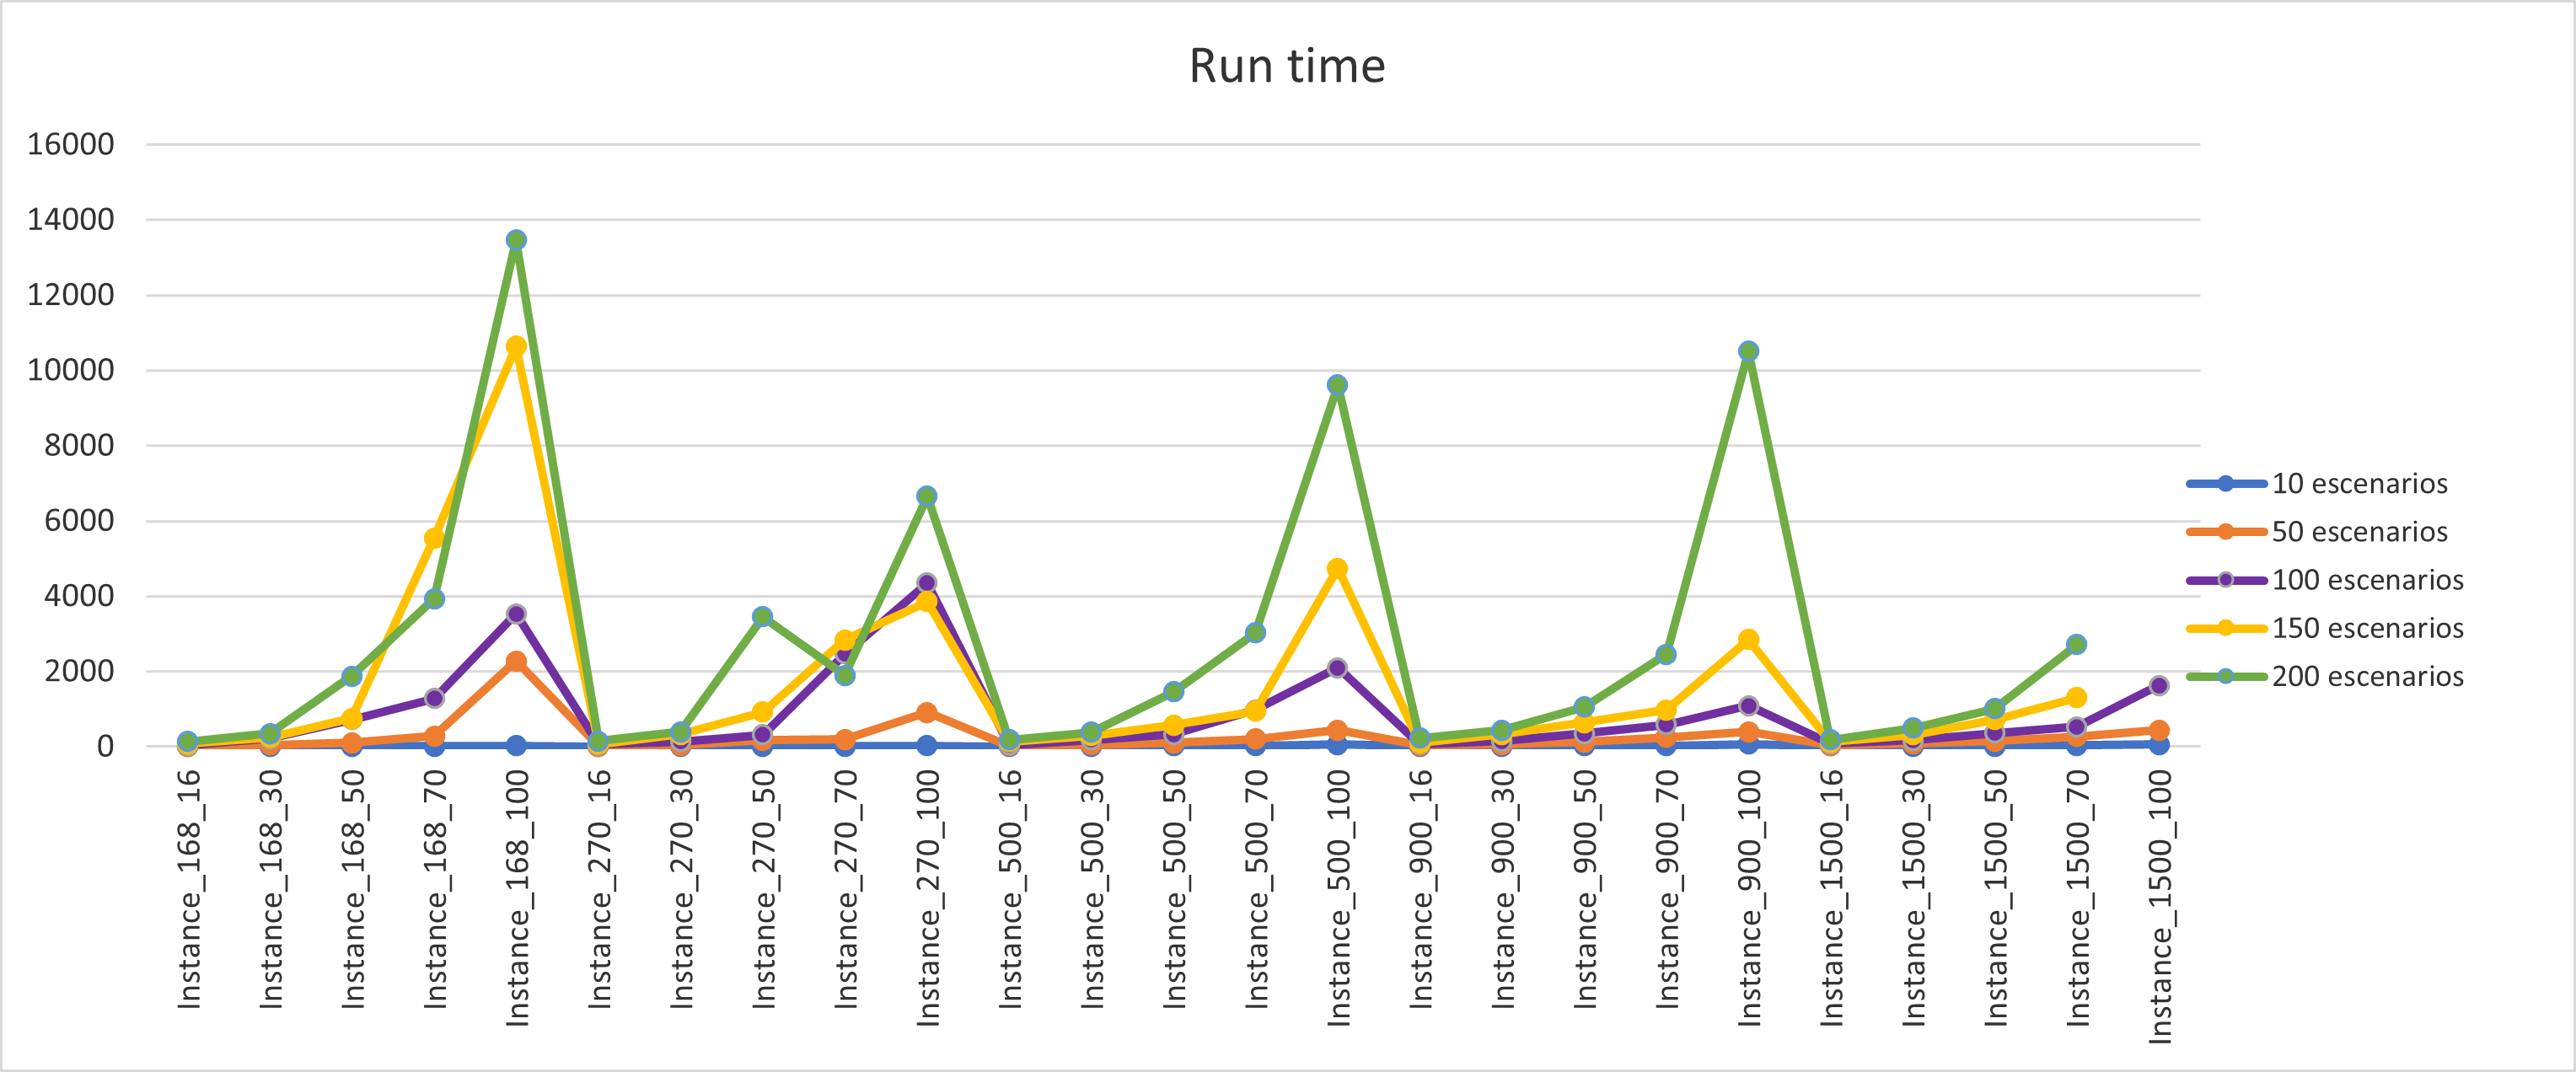 Run time
16000
14000
12000
10000
8000
6000
4000
2000
0
10 escenarios
50 escenarios
100 escenarios
150 escenarios
200 escenarios
Instance_168_16
Instance_168_30
Instance_168_50
Instance_168_70
Instance_168_100
Instance_270_16
Instance_270_30
Instance_270_50
Instance_270_70
Instance_270_100
Instance_500_16
Instance_500_30
Instance_500_50
Instance_500_70
Instance_500_100
Instance_900_16
Instance_900_30
Instance_900_50
Instance_900_70
Instance_900_100
Instance_1500_16
Instance_1500_30
Instance_1500_50
Instance_1500_70
Instance_1500_100